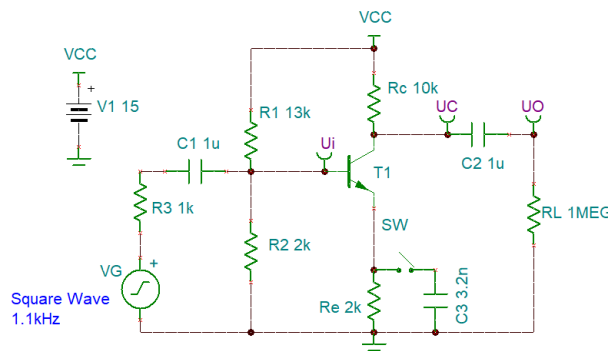 VCC
VCC
+
V1 15
Rc 10k
R1 13k
UC
UO
C1 1u
Ui
C2 1u
T1
R3 1k
SW
RL 1MEG
R2 2k
VG
+
Square Wave
1.1kHz
Re 2k
C3 3.2n